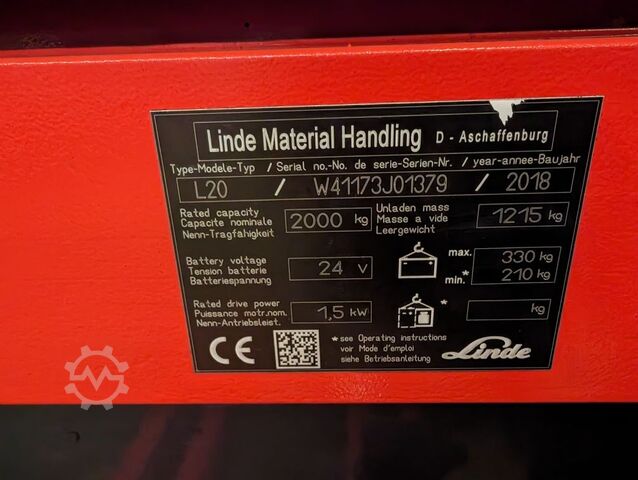 Linde Material Handling D - Aschaffenburg
Type-Modele-Typ / Serial no.-No. de serie-Serien-Nr. / year-annee-Baujahr
L20 / W41173J01379 / 2018
Rated capacity
Capacite nominale
Nenn-Tragfähigkeit
2000 kg
Unladen mass
Masse a vide
Leergewicht
1215 kg
Battery voltage
Tension batterie
Batteriespannung
24 V
max. 330 kg
min.* 210 kg
Rated drive power
Puissance motr.nom.
Nenn-Antriebsleist.
1,5 kW
* kg
CE
*see Operating instructions
voir Mode d'emploi
siehe Betriebsanleitung
Linde